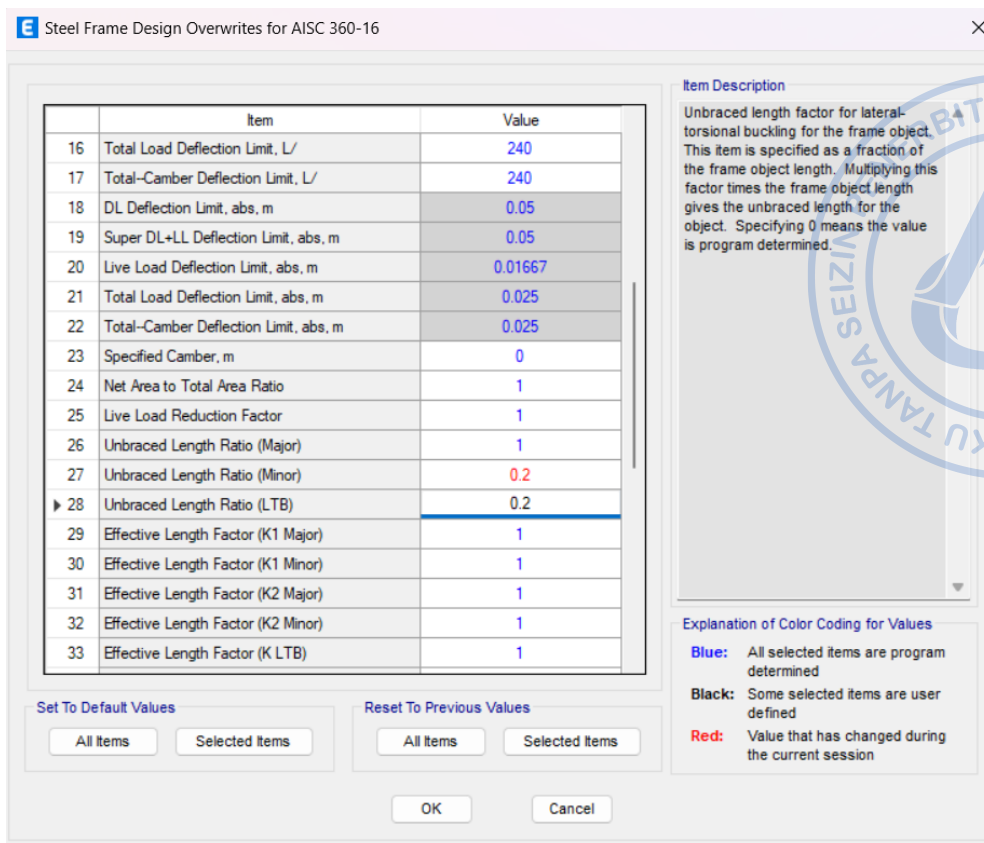 Steel Frame Design Overwrites for AISC 360-16
Item Value
16 Total Load Deflection Limit, L/ 240
17 Total--Camber Deflection Limit, L/ 240
18 DL Deflection Limit, abs, m 0.05
19 Super DL+LL Deflection Limit, abs, m 0.05
20 Live Load Deflection Limit, abs, m 0.01667
21 Total Load Deflection Limit, abs, m 0.025
22 Total--Camber Deflection Limit, abs, m 0.025
23 Specified Camber, m 0
24 Net Area to Total Area Ratio 1
25 Live Load Reduction Factor 1
26 Unbraced Length Ratio (Major) 1
27 Unbraced Length Ratio (Minor) 0.2
28 Unbraced Length Ratio (LTB) 0.2
29 Effective Length Factor (K1 Major) 1
30 Effective Length Factor (K1 Minor) 1
31 Effective Length Factor (K2 Major) 1
32 Effective Length Factor (K2 Minor) 1
33 Effective Length Factor (K LTB) 1
Set To Default Values
All Items Selected Items
Reset To Previous Values
All Items Selected Items
Item Description
Unbraced length factor for lateral-
torsional buckling for the frame object.
This item is specified as a fraction of
the frame object length. Multiplying this
factor times the frame object length
gives the unbraced length for the
object. Specifying 0 means the value
is program determined.
Explanation of Color Coding for Values
Blue: All selected items are program
determined
Black: Some selected items are user
defined
Red: Value that has changed during
the current session
OK Cancel
TANPA SEIZIN